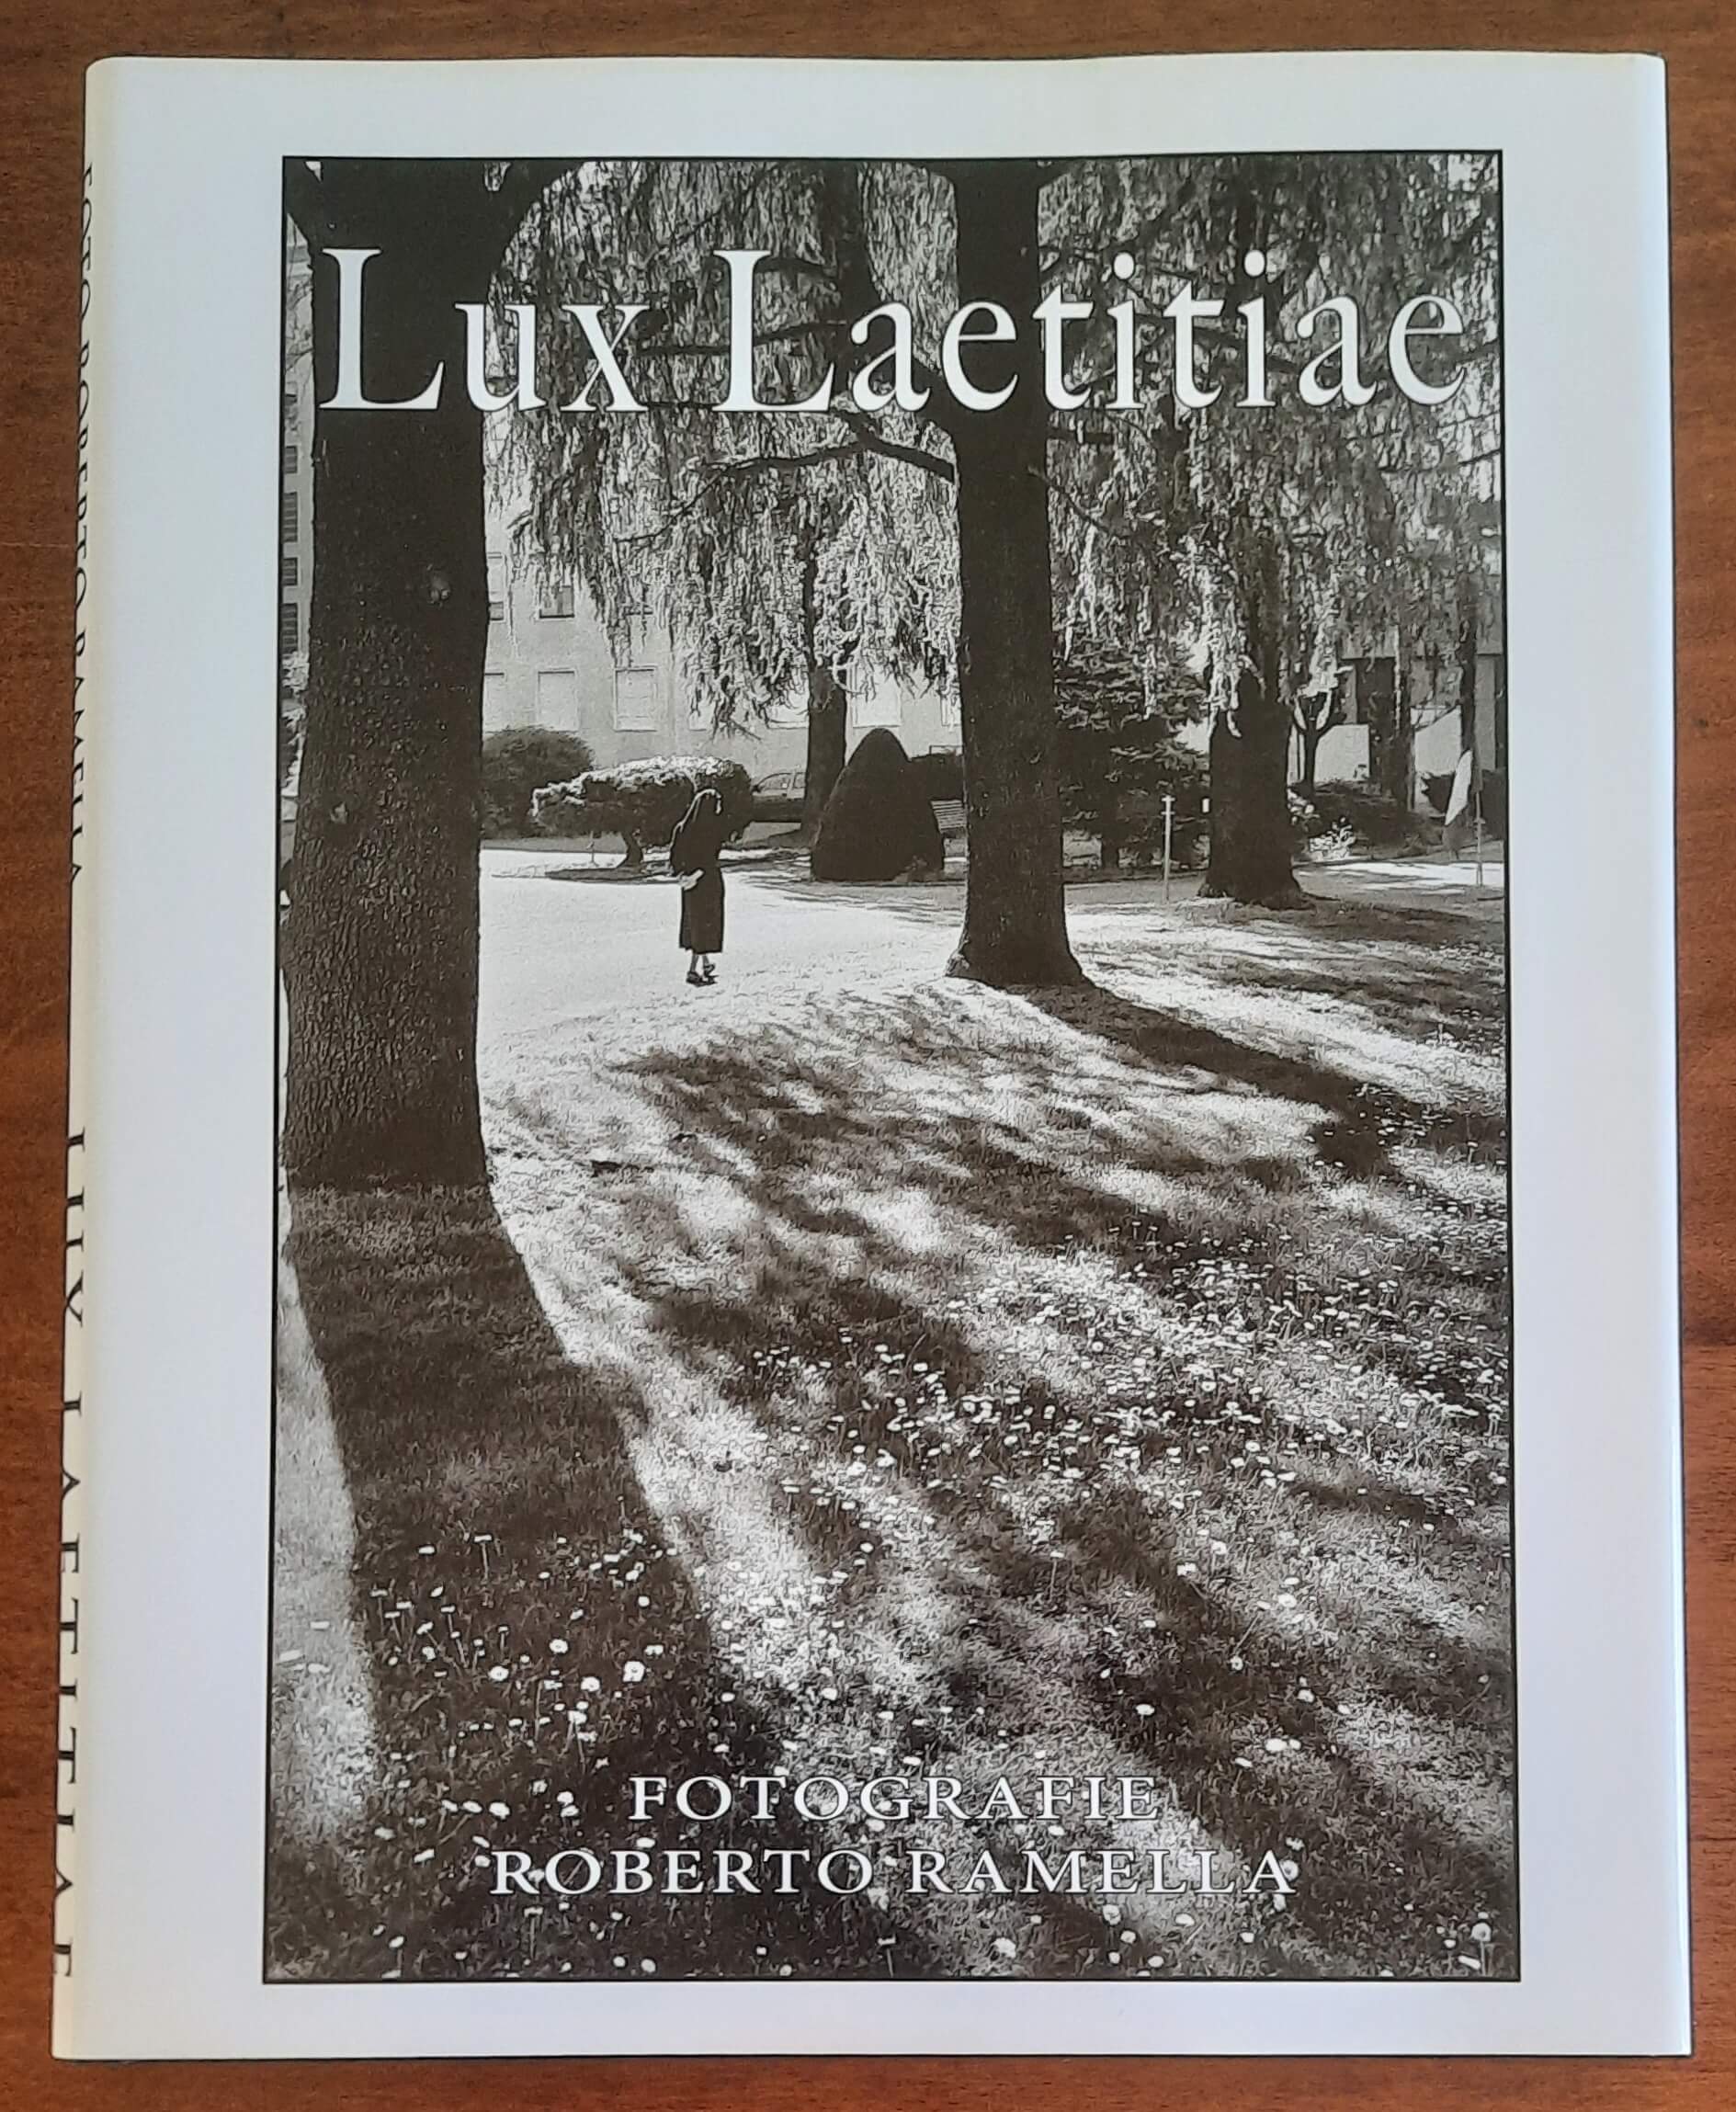 Lux Laetitiae
FOTOGRAFIE
ROBERTO RAMELLA
FOTO ROBERTO RAMELLA
LUX LAETITIAE